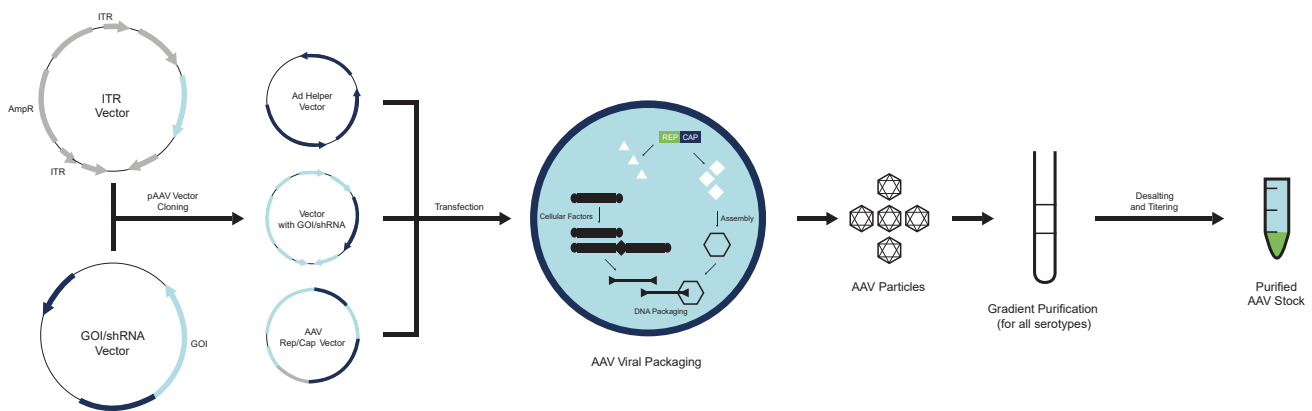 ITR
ITR
Vector
AmpR
ITR
pAAV Vector
Cloning
GOI/shRNA
Vector
GOI
Ad Helper
Vector
Vector
with GOI/shRNA
AAV
Rep/Cap Vector
Transfection
REP CAP
Cellular Factors
Assembly
DNA Packaging
AAV Viral Packaging
AAV Particles
Gradient Purification
(for all serotypes)
Desalting
and Titering
Purified
AAV Stock